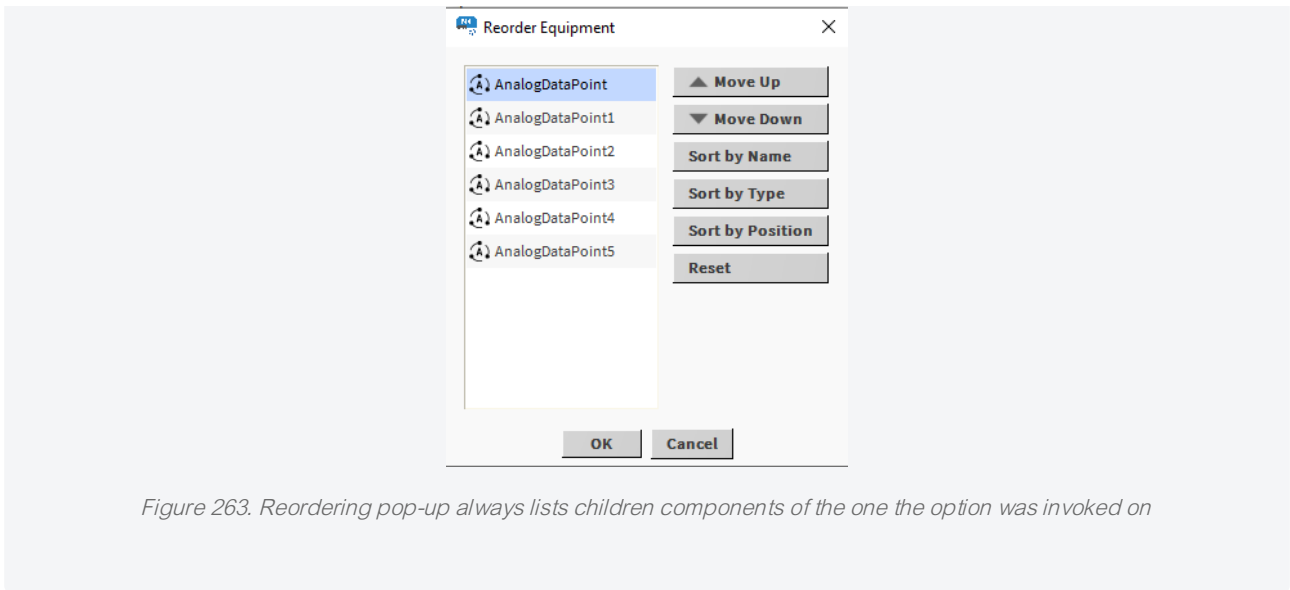 N4 Reorder Equipment
AnalogDataPoint
AnalogDataPoint1
AnalogDataPoint2
AnalogDataPoint3
AnalogDataPoint4
AnalogDataPoint5
Move Up
Move Down
Sort by Name
Sort by Type
Sort by Position
Reset
OK Cancel
Figure 263. Reordering pop-up always lists children components of the one the option was invoked on